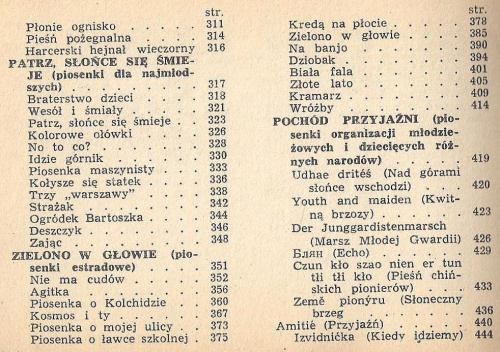 str.
Płonie ognisko . . . . . . . 311
Pieśń pożegnalna . . . . . 314
Harcerski hejnał wieczorny 316
PATRZ, SŁOŃCE SIĘ ŚMIE-
JE (piosenki dla najmłod-
szych) . . . . . . . . . 317
Braterstwo dzieci . . . . . 318
Wesół i śmiały . . . . . . 321
Patrz, słońce się śmieje . . 323
Kolorowe ołówki . . . . . 326
No to co? . . . . . . . . 328
Idzie górnik . . . . . . . 330
Piosenka maszynisty . . . 333
Kołysze się statek . . . . . 336
Trzy „warszawy” . . . . . 338
Strażak . . . . . . . . . 342
Ogródek Bartoszka . . . . 344
Deszczyk . . . . . . . . . 346
Zając . . . . . . . . . . 348
ZIELONO W GŁOWIE (pio-
senki estradowe) . . . . . 351
Nie ma cudów . . . . . . 352
Agitka . . . . . . . . . . 356
Piosenka o Kolchidzie . . . 360
Kosmos i ty . . . . . . . 367
Piosenka o mojej ulicy . . 373
Piosenka o ławce szkolnej . 375
str.
Kredą na płocie . . . . . 378
Zielono w głowie . . . . . 385
Na banjo . . . . . . . . . 390
Dziobak . . . . . . . . . 394
Biała fala . . . . . . . . 401
Złote lato . . . . . . . . 405
Kramarz . . . . . . . . . 409
Wróżby . . . . . . . . . 414
POCHÓD PRZYJAŹNI (pio-
senki organizacji młodzie-
żowych i dziecięcych róż-
nych narodów) . . . . . . 419
Udhae dritéś (Nad górami
słońce wschodzi) . . . . 420
Youth and maiden (Kwit-
ną brzozy) . . . . . . . 423
Der Junggardistenmarsch
(Marsz Młodej Gwardii) 426
Блян (Echo) . . . . . . . 429
Czun kło szao nien er tun
tłi tłi kło (Pieśń chiń-
skich pionierów) . . . . 433
Země pionýru (Słoneczny
brzeg . . . . . . . . . 436
Amitié (Przyjaźń) . . . . . 440
Izvidnička (Kiedy idziemy) 444